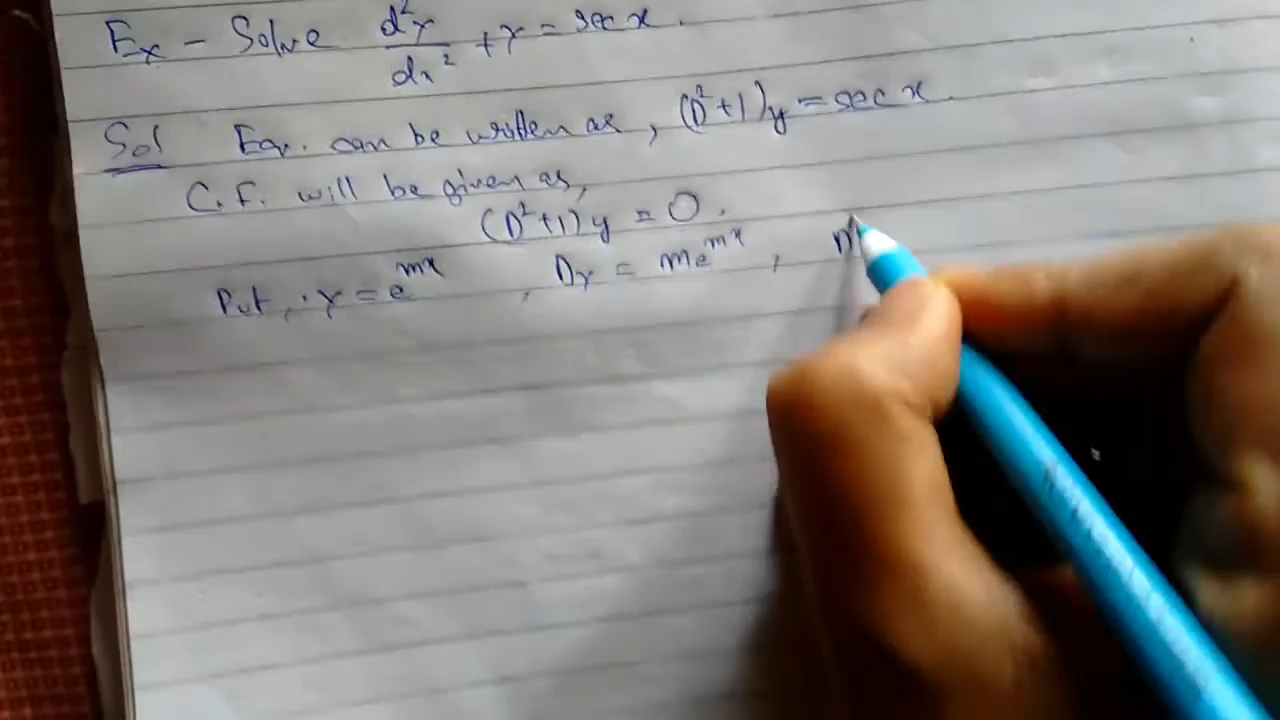 Ex - Solve d²y/dx² + y = sec x.
Sol Eqn. can be written as, (D²+1)y = sec x.
C.F. will be given as,
(D²+1)y = 0.
Put, y = e^mx, Dy = me^mx, D